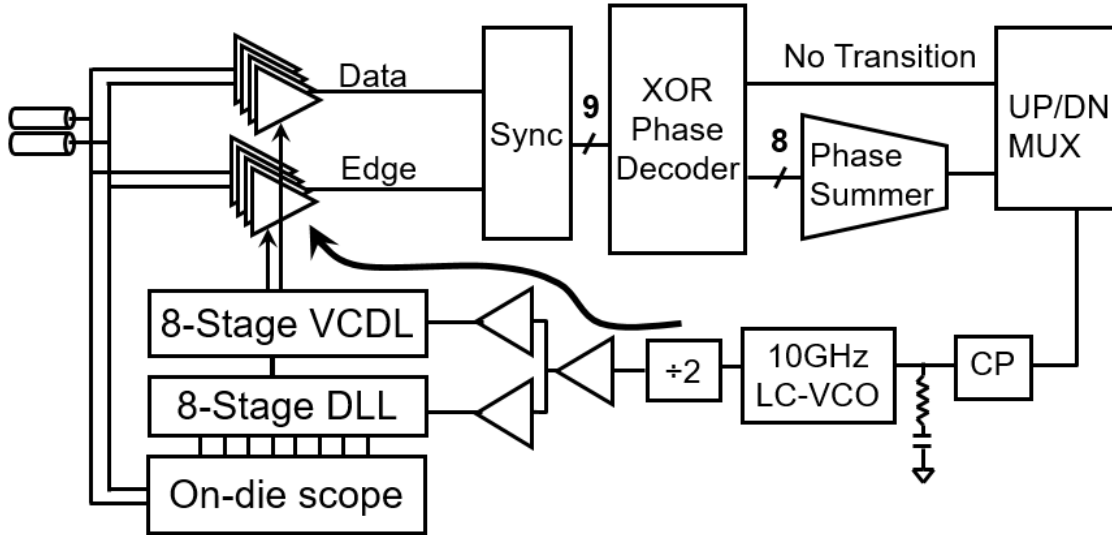 Data
Edge
Sync
9
XOR
Phase
Decoder
No Transition
8
Phase
Summer
UP/DN
MUX
8-Stage VCDL
÷2
10GHz
LC-VCO
CP
8-Stage DLL
On-die scope